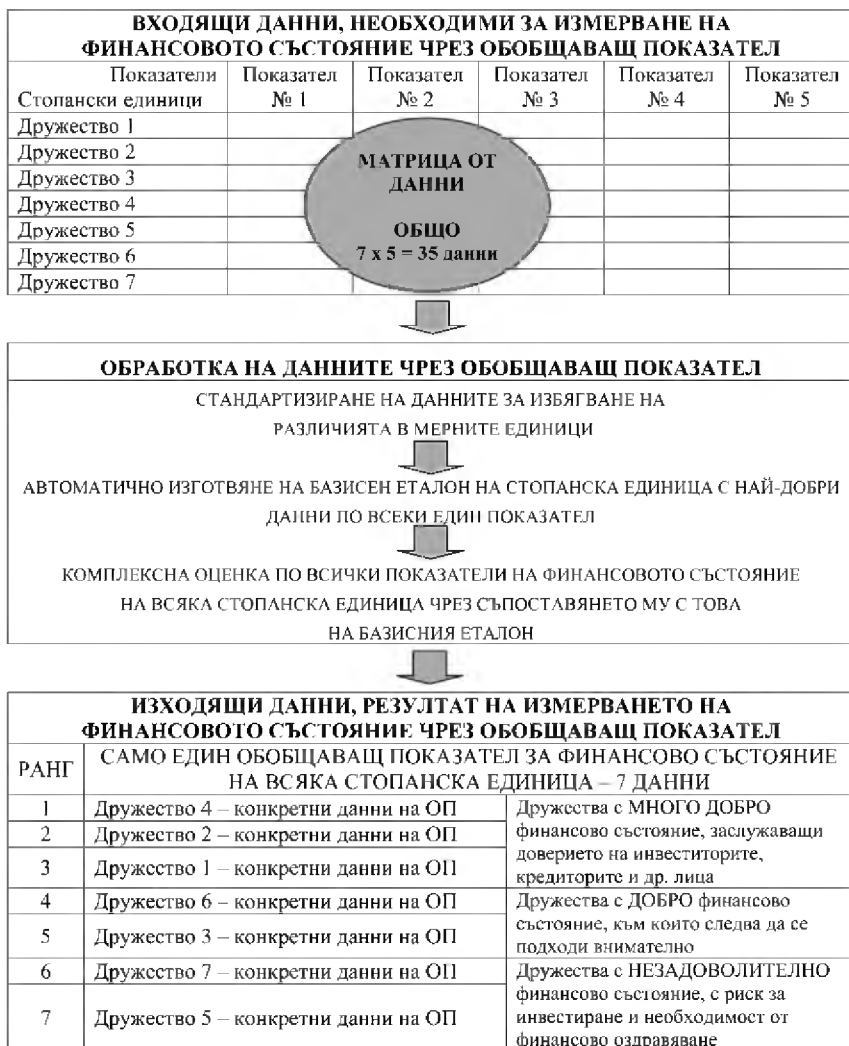 ВХОДЯЩИ ДАННИ, НЕОБХОДИМИ ЗА ИЗМЕРВАНЕ НА
ФИНАНСОВОТО СЪСТОЯНИЕ ЧРЕЗ ОБОБЩАВАЩ ПОКАЗАТЕЛ
Показатели
Стопански единици
Показател № 1
Показател № 2
Показател № 3
Показател № 4
Показател № 5
Дружество 1
Дружество 2
Дружество 3
Дружество 4
Дружество 5
Дружество 6
Дружество 7
МАТРИЦА ОТ
ДАННИ
ОБЩО
7 x 5 = 35 данни
ОБРАБОТКА НА ДАННИТЕ ЧРЕЗ ОБОБЩАВАЩ ПОКАЗАТЕЛ
СТАНДАРТИЗИРАНЕ НА ДАННИТЕ ЗА ИЗБЯГВАНЕ НА
РАЗЛИЧИЯТА В МЕРНИТЕ ЕДИНИЦИ
АВТОМАТИЧНО ИЗГОТВЯНЕ НА БАЗИСЕН ЕТАЛОН НА СТОПАНСКА ЕДИНИЦА С НАЙ-ДОБРИ
ДАННИ ПО ВСЕКИ ЕДИН ПОКАЗАТЕЛ
КОМПЛЕКСНА ОЦЕНКА ПО ВСИЧКИ ПОКАЗАТЕЛИ НА ФИНАНСОВОТО СЪСТОЯНИЕ
НА ВСЯКА СТОПАНСКА ЕДИНИЦА ЧРЕЗ СЪПОСТАВЯНЕТО МУ С ТОВА
НА БАЗИСНИЯ ЕТАЛОН
ИЗХОДЯЩИ ДАННИ, РЕЗУЛТАТ НА ИЗМЕРВАНЕТО НА
ФИНАНСОВОТО СЪСТОЯНИЕ ЧРЕЗ ОБОБЩАВАЩ ПОКАЗАТЕЛ
РАНГ
САМО ЕДИН ОБОБЩАВАЩ ПОКАЗАТЕЛ ЗА ФИНАНСОВО СЪСТОЯНИЕ
НА ВСЯКА СТОПАНСКА ЕДИНИЦА – 7 ДАННИ
1 Дружество 4 – конкретни данни на ОП
2 Дружество 2 – конкретни данни на ОП
3 Дружество 1 – конкретни данни на ОП
Дружества с МНОГО ДОБРО
финансово състояние, заслужаващи
доверието на инвеститорите,
кредиторите и др. лица
4 Дружество 6 – конкретни данни на ОП
5 Дружество 3 – конкретни данни на ОП
Дружества с ДОБРО финансово
състояние, към които следва да се
подходи внимателно
6 Дружество 7 – конкретни данни на ОП
7 Дружество 5 – конкретни данни на ОП
Дружества с НЕЗАДОВОЛИТЕЛНО
финансово състояние, с риск за
инвестиране и необходимост от
финансово оздравяване